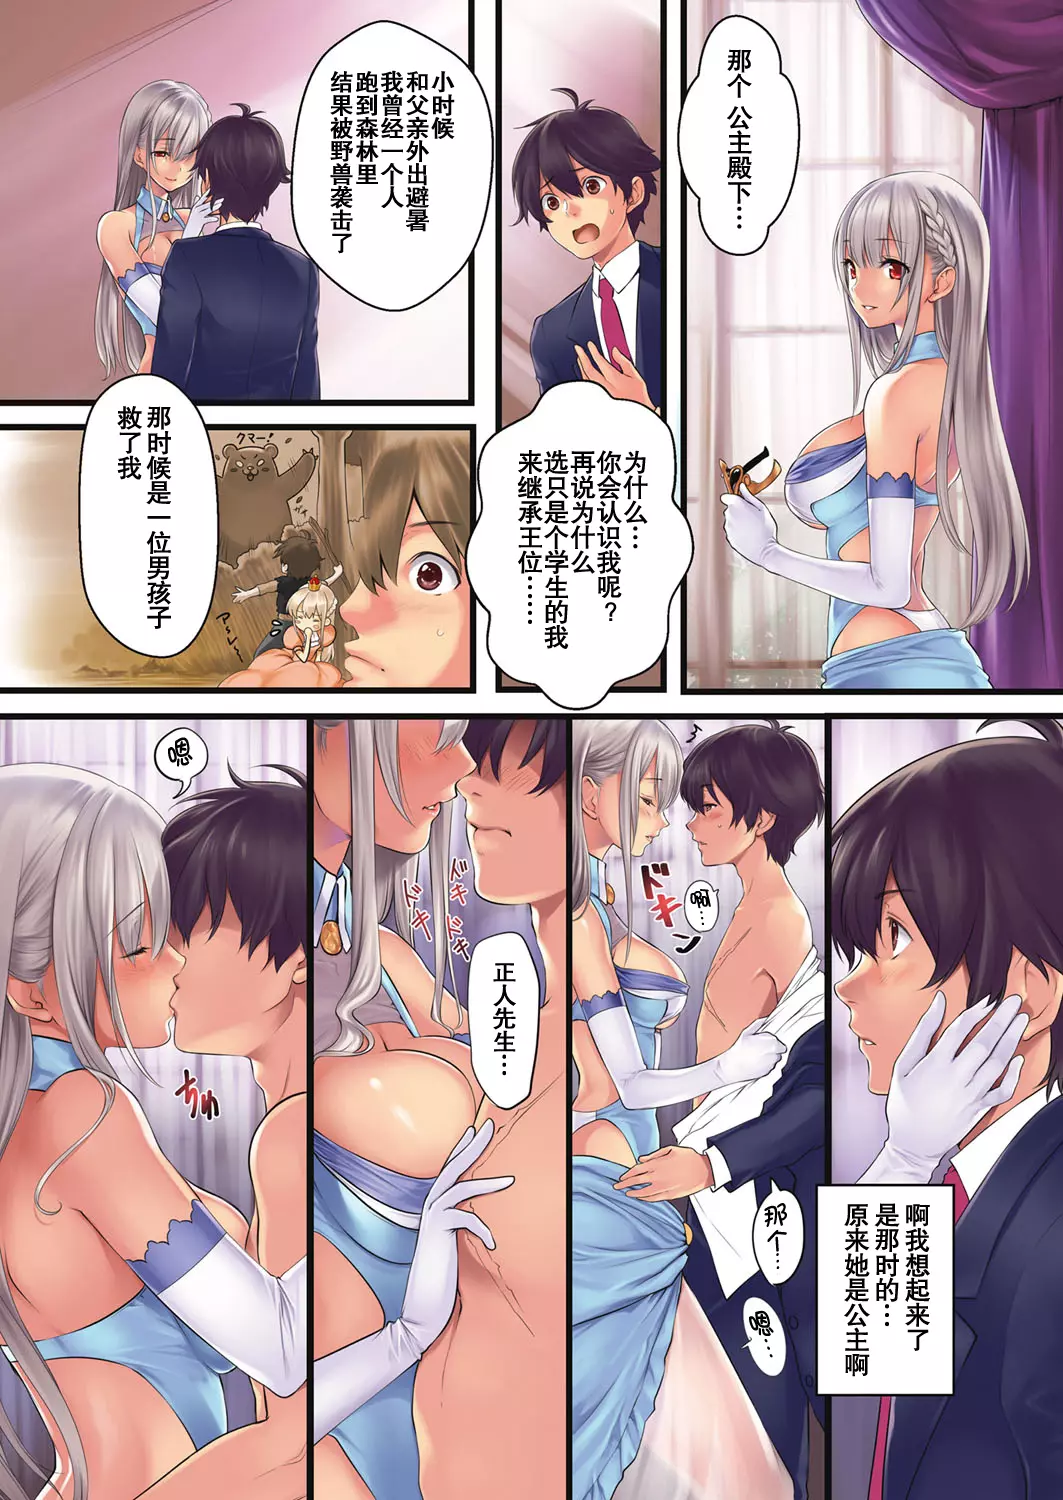 那个 公主殿下…
为什么…
你会认识我呢？
再说为什么
选只是个学生的我
来继承王位……
小时候
和父亲外出避暑
我曾经一个人
跑到森林里
结果被野兽袭击了
クマー！
那时候是一位男孩子
救了我
啊我想起来了
是那时的…
原来她是公主啊
啊…
ドキン
那个…
嗯…
ドキドキ
ドキドキ
正人先生…
嗯
ちゅ